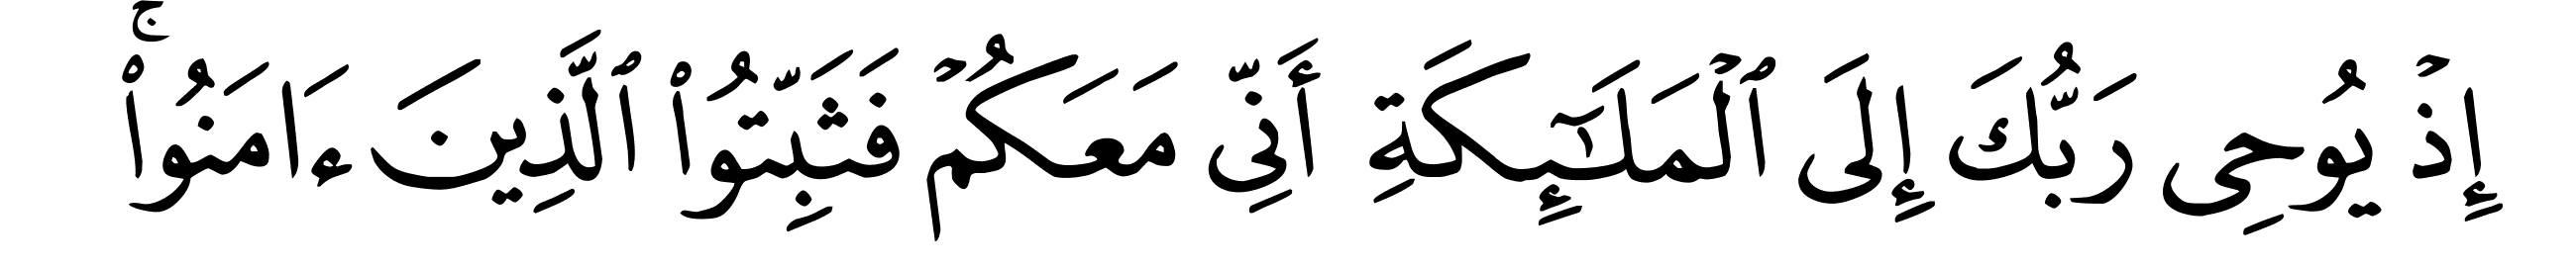 إِذۡ يُوحِى رَبُّكَ إِلَى ٱلۡمَلَـٰٓٮِٕكَةِ أَنِّى مَعَكُمۡ فَثَبِّتُواْ ٱلَّذِينَ ءَامَنُواْ‌ۚ